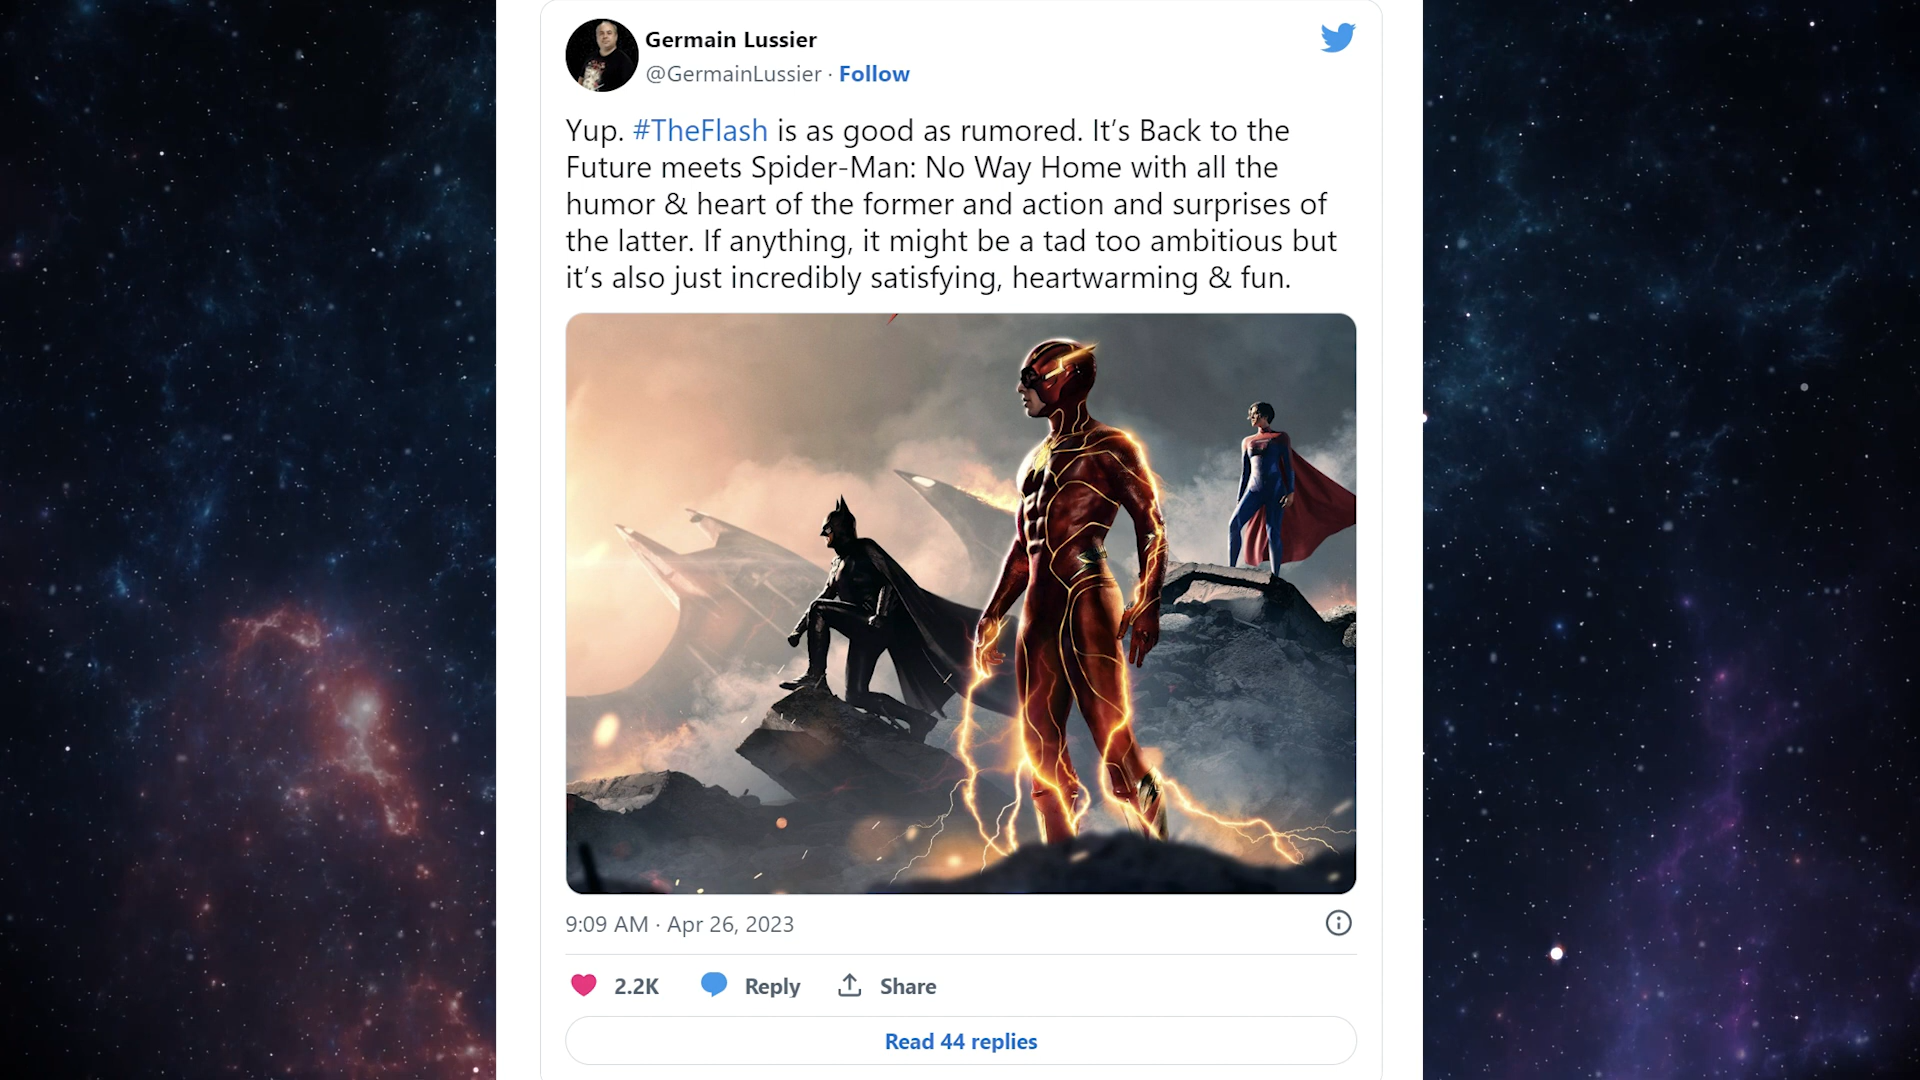 Germain Lussier
@GermainLussier · Follow
Yup. #TheFlash is as good as rumored. It’s Back to the
Future meets Spider-Man: No Way Home with all the
humor & heart of the former and action and surprises of
the latter. If anything, it might be a tad too ambitious but
it’s also just incredibly satisfying, heartwarming & fun.
9:09 AM · Apr 26, 2023
2.2K Reply Share
Read 44 replies